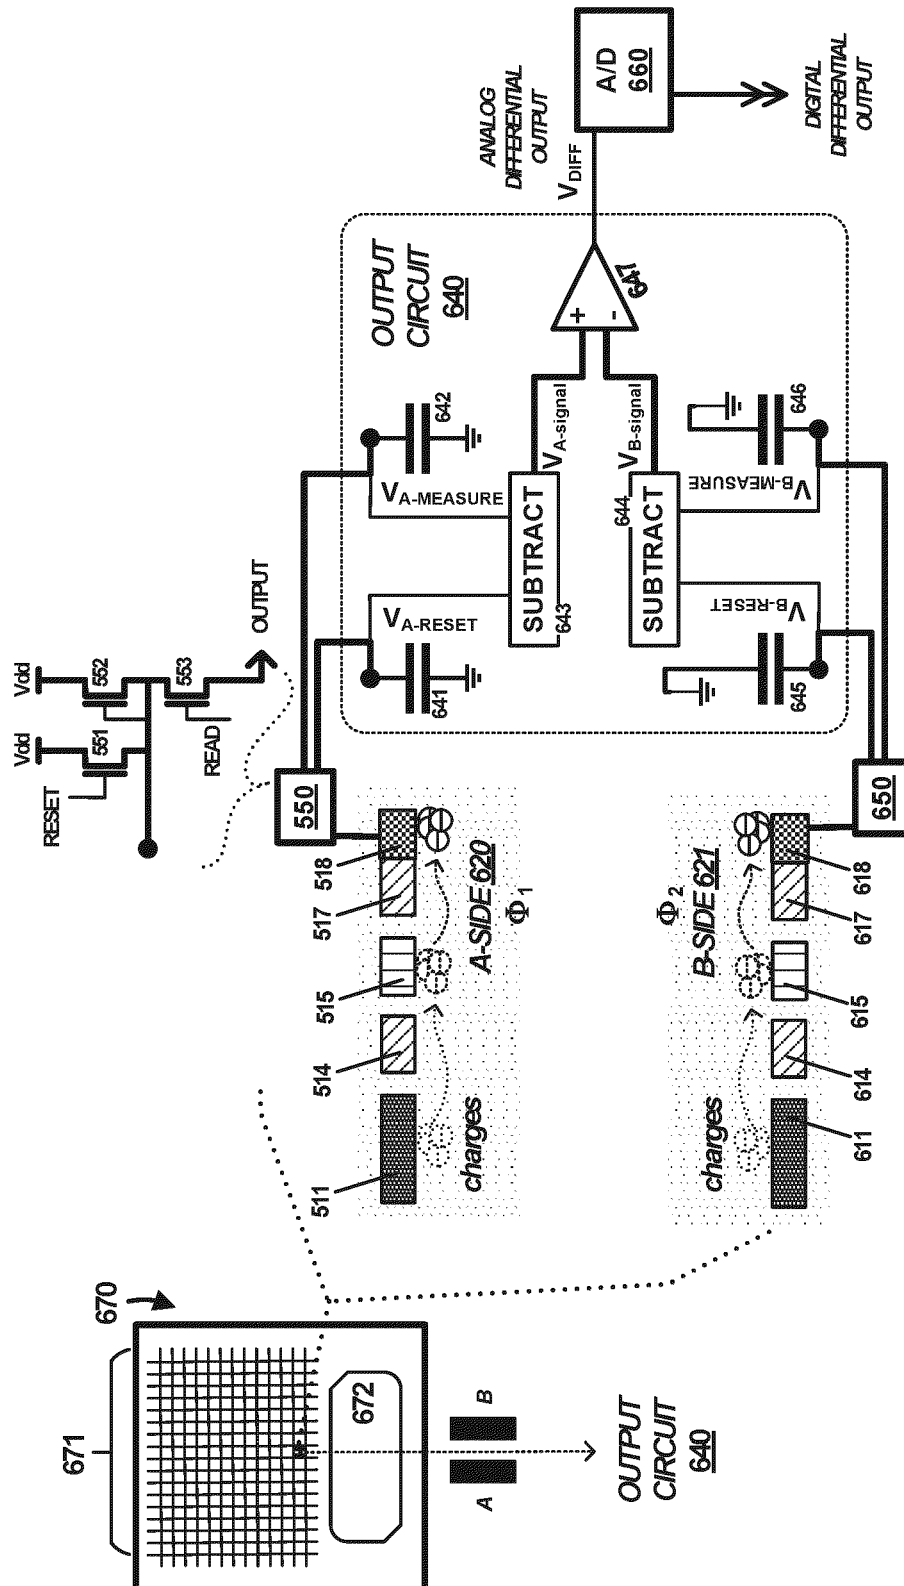 671
670
672
A
B
OUTPUT
CIRCUIT
640
RESET
Vdd
551
Vdd
552
553
READ
OUTPUT
550
511
514
515
517
518
charges
A-SIDE 620
Φ1
Φ2
charges
B-SIDE 621
611
614
615
617
618
650
OUTPUT
CIRCUIT
640
641
VA-RESET
VA-MEASURE
642
SUBTRACT
643
VA-signal
644
SUBTRACT
VB-signal
645
VB-RESET
VB-MEASURE
646
+
-
647
VDIFF
ANALOG
DIFFERENTIAL
OUTPUT
A/D
660
DIGITAL
DIFFERENTIAL
OUTPUT